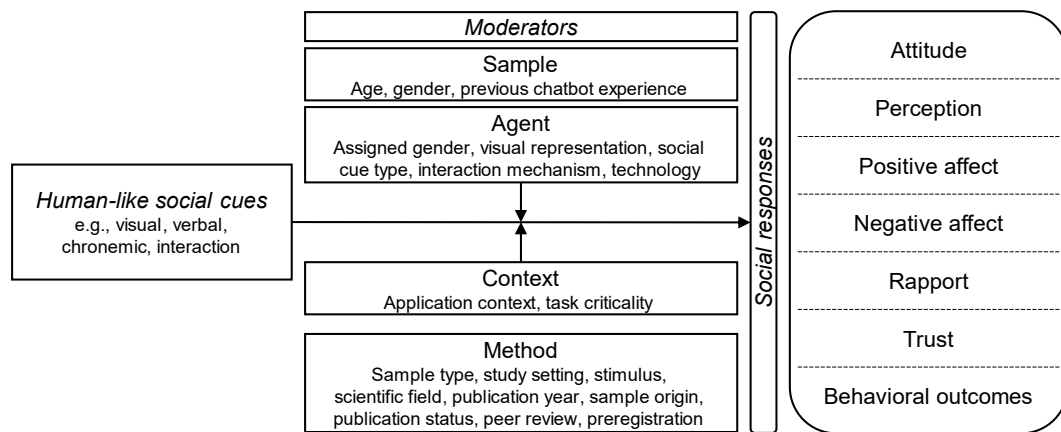 Human-like social cues
e.g., visual, verbal,
chronemic, interaction
Moderators
Sample
Age, gender, previous chatbot experience
Agent
Assigned gender, visual representation, social
cue type, interaction mechanism, technology
Context
Application context, task criticality
Method
Sample type, study setting, stimulus,
scientific field, publication year, sample origin,
publication status, peer review, preregistration
Social responses
Attitude
Perception
Positive affect
Negative affect
Rapport
Trust
Behavioral outcomes